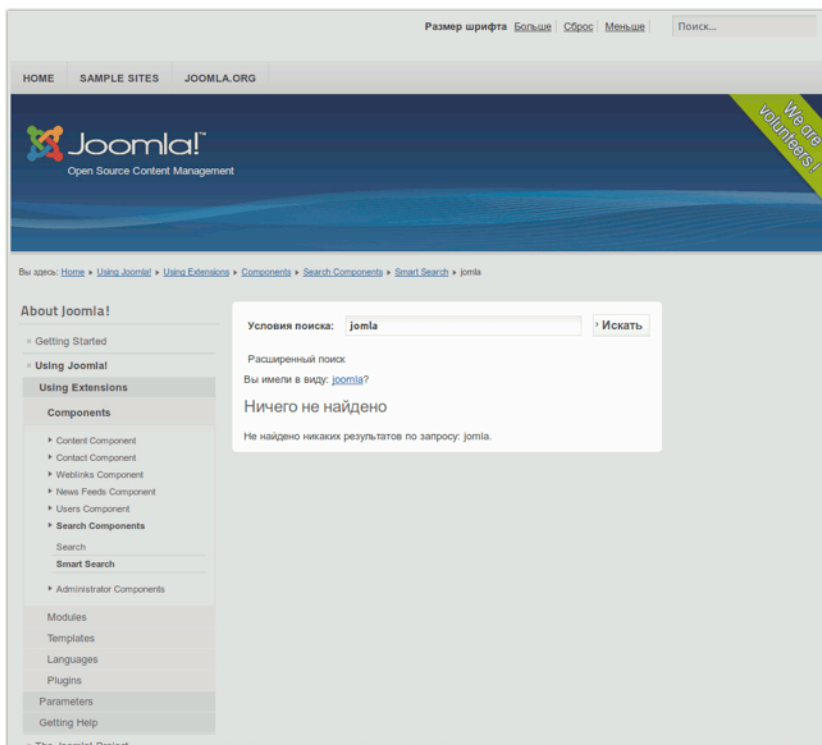 Размер шрифта Больше Сброс Меньше Поиск...
HOME SAMPLE SITES JOOMLA.ORG
Joomla!™
Open Source Content Management
We are
volunteers !
Вы здесь: Home ▸ Using Joomla! ▸ Using Extensions ▸ Components ▸ Search Components ▸ Smart Search ▸ jomla
About Joomla!
Getting Started
Using Joomla!
Using Extensions
Components
Content Component
Contact Component
Weblinks Component
News Feeds Component
Users Component
Search Components
Search
Smart Search
Administrator Components
Modules
Templates
Languages
Plugins
Parameters
Getting Help
The Joomla! Project
Условия поиска: jomla Искать
Расширенный поиск
Вы имели в виду: joomla?
Ничего не найдено
Не найдено никаких результатов по запросу: jomla.